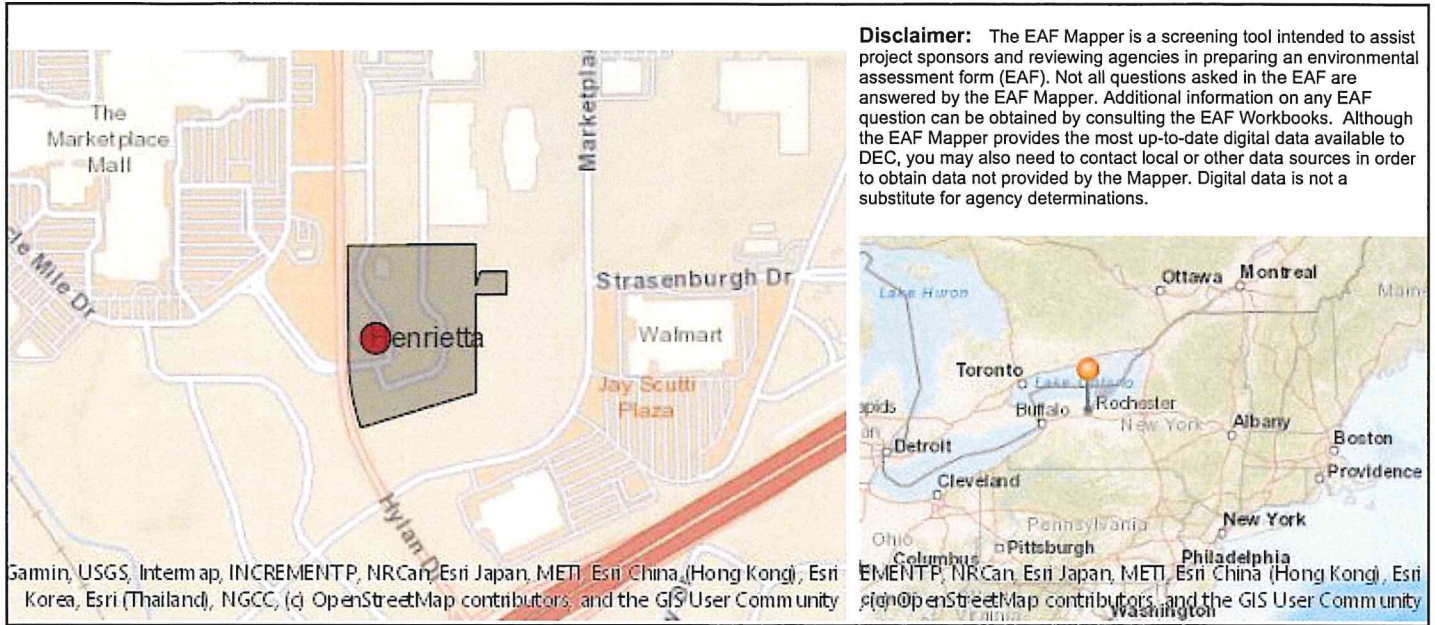 Disclaimer: The EAF Mapper is a screening tool intended to assist
project sponsors and reviewing agencies in preparing an environmental
assessment form (EAF). Not all questions asked in the EAF are
answered by the EAF Mapper. Additional information on any EAF
question can be obtained by consulting the EAF Workbooks. Although
the EAF Mapper provides the most up-to-date digital data available to
DEC, you may also need to contact local or other data sources in order
to obtain data not provided by the Mapper. Digital data is not a
substitute for agency determinations.
The
Marketplace
Mall
Marketplac
le Mile Dr
enrietta
Strasenburgh Dr
Walmart
Jay Scutti
Plaza
Hylan D
Garmin, USGS, Intermap, INCREMENT P, NRCan, Esri Japan, METI, Esri China (Hong Kong), Esri
Korea, Esri (Thailand), NGCC, (c) OpenStreetMap contributors, and the GIS User Community
Ottawa
Montreal
Lake Huron
Main
Toronto
Lake Ontario
apids
Buffalo
Rochester
New York
Albany
Detroit
Boston
Providence
Cleveland
Pennsylvania
New York
Ohio
Pittsburgh
Columbus
Philadelphia
EMENT P, NRCan, Esri Japan, METI, Esri China (Hong Kong), Esri
(c) OpenStreetMap contributors, and the GIS User Community
Virginia
Washington